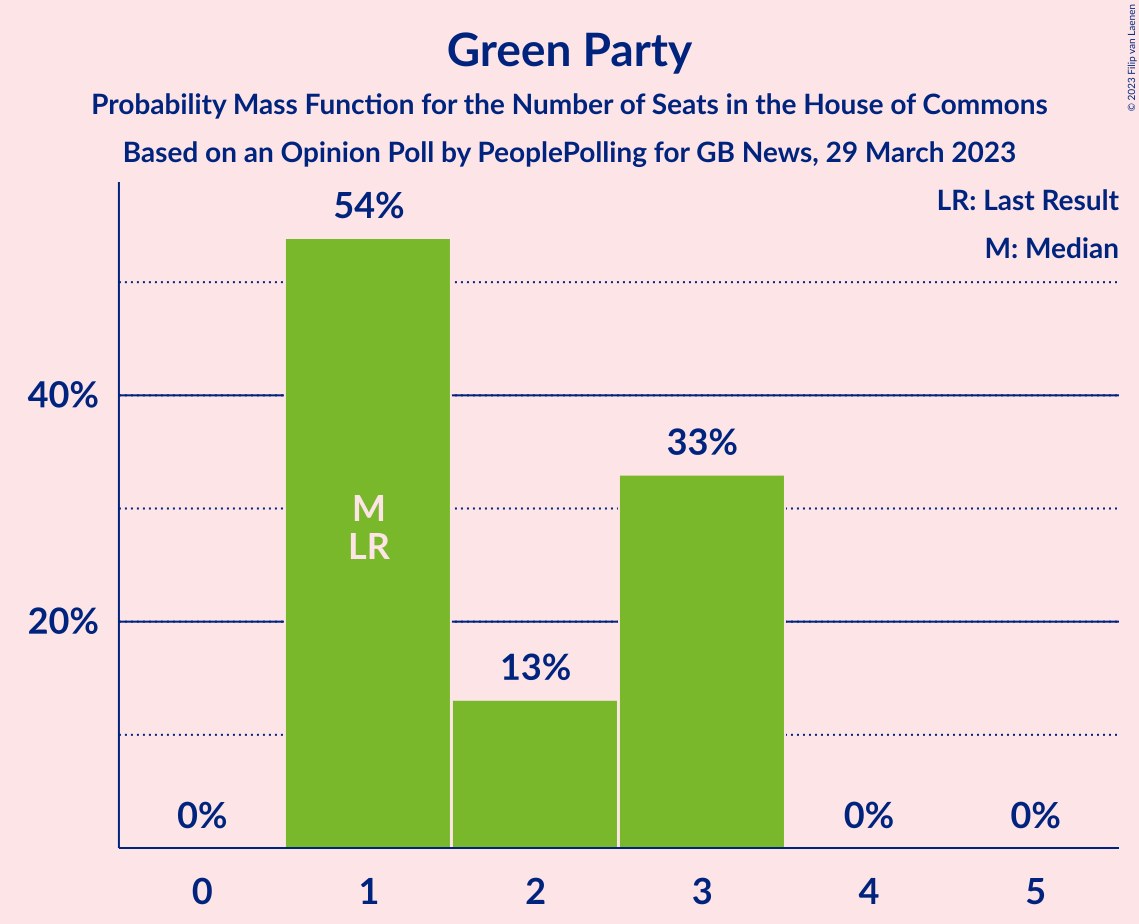 Green Party
Probability Mass Function for the Number of Seats in the House of Commons
Based on an Opinion Poll by PeoplePolling for GB News, 29 March 2023
© 2023 Filip van Laenen
LR: Last Result
M: Median
54%
40%
33%
M
LR
20%
13%
0%
0%
0%
0 1 2 3 4 5